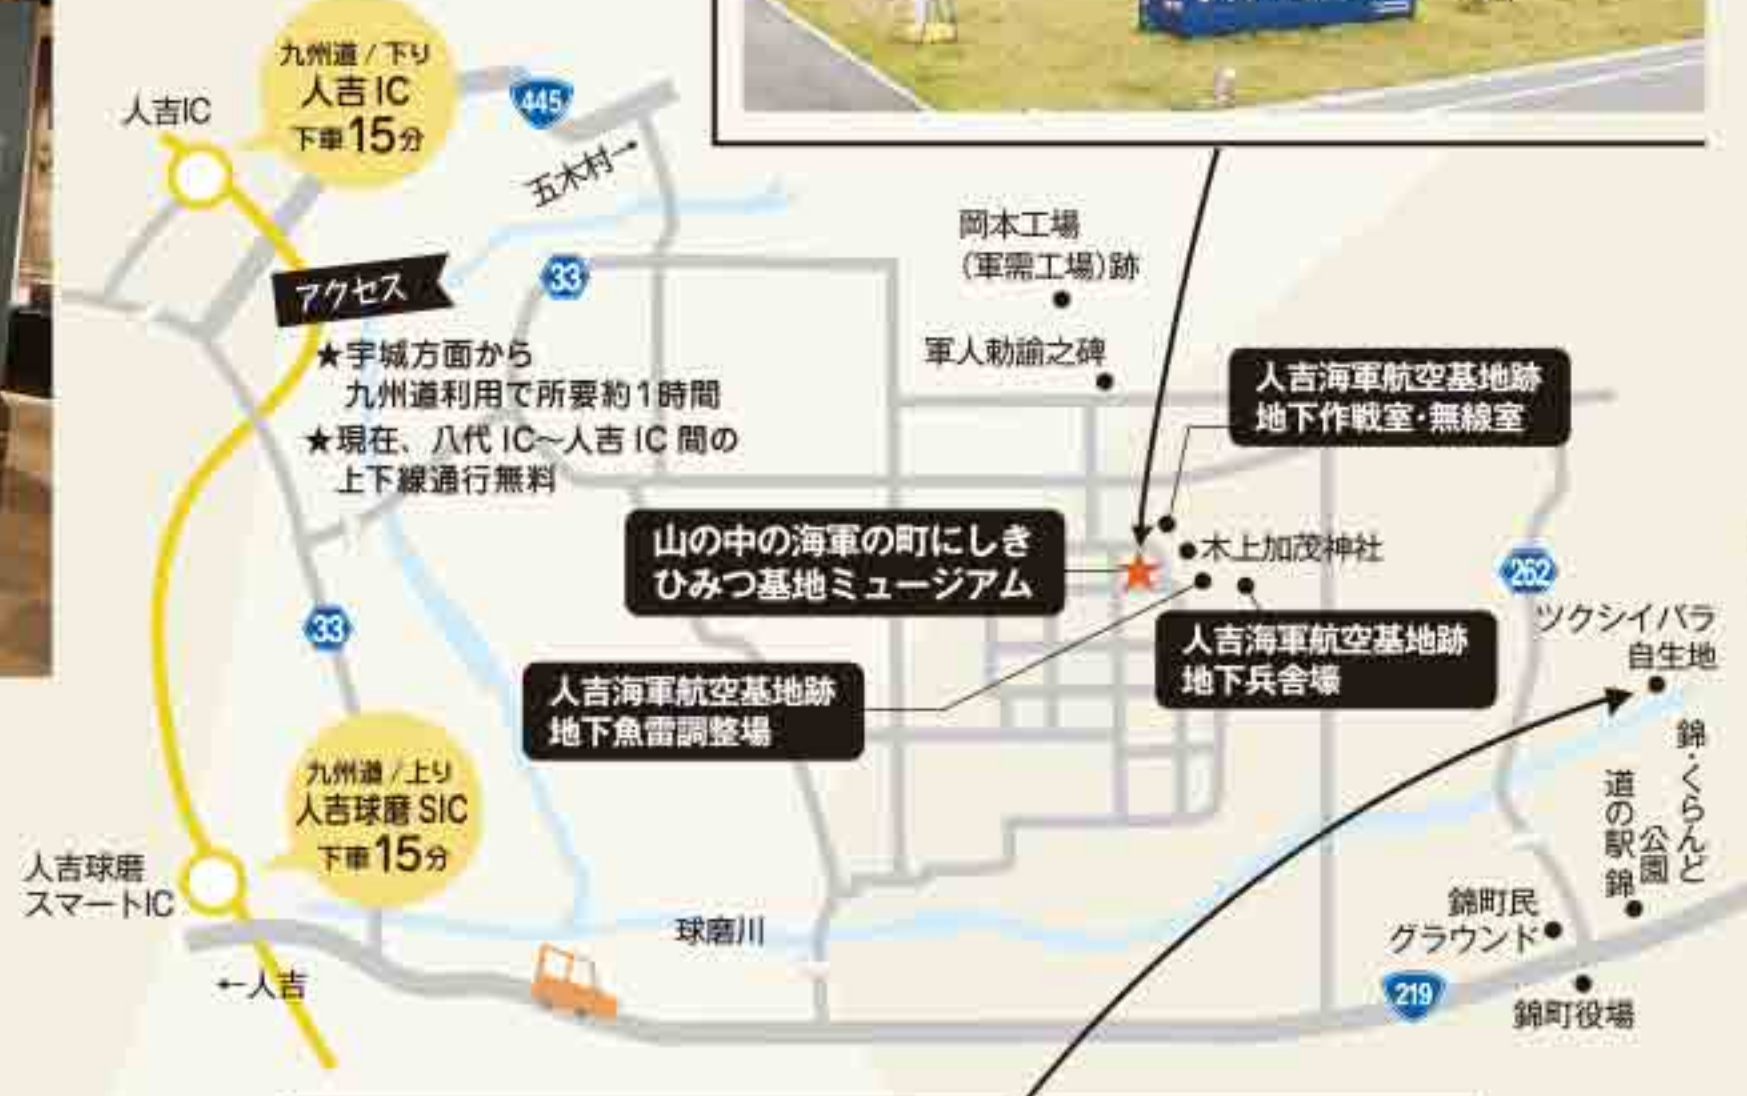 九州道/下り
人吉 IC
下車15分
人吉IC
445
五木村→
33
アクセス
★宇城方面から
九州道利用で所要約1時間
★現在、八代 IC〜人吉 IC 間の
上下線通行無料
岡本工場
(軍需工場)跡
軍人勅諭之碑
人吉海軍航空基地跡
地下作戦室・無線室
山の中の海軍の町にしき
ひみつ基地ミュージアム
木上加茂神社
262
人吉海軍航空基地跡
地下兵舎壕
ツクシイバラ
自生地
33
人吉海軍航空基地跡
地下魚雷調整場
九州道/上り
人吉球磨 SIC
下車15分
人吉球磨
スマートIC
←人吉
球磨川
錦・くらんど
公園
道の駅 錦
錦町民
グラウンド
219
錦町役場